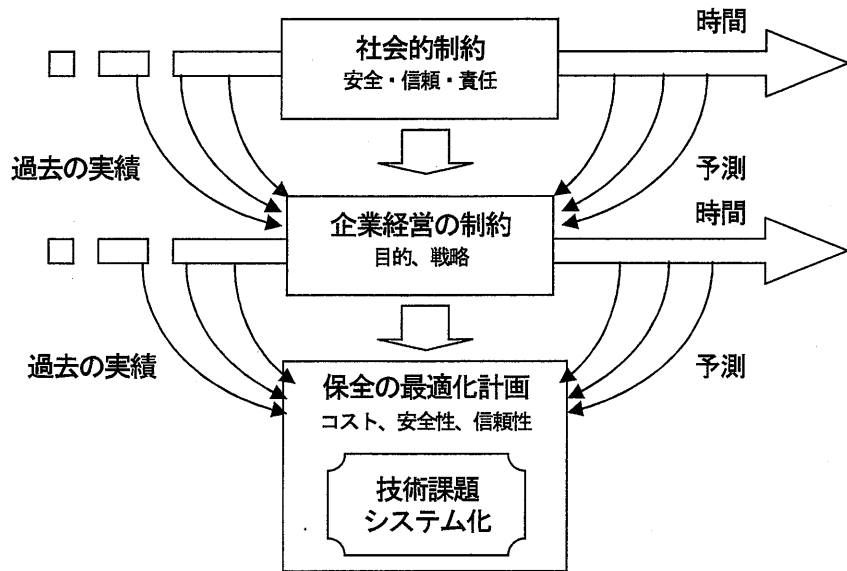 時間
社会的制約
安全・信頼・責任
過去の実績
予測
時間
企業経営の制約
目的、戦略
過去の実績
予測
保全の最適化計画
コスト、安全性、信頼性
技術課題
システム化